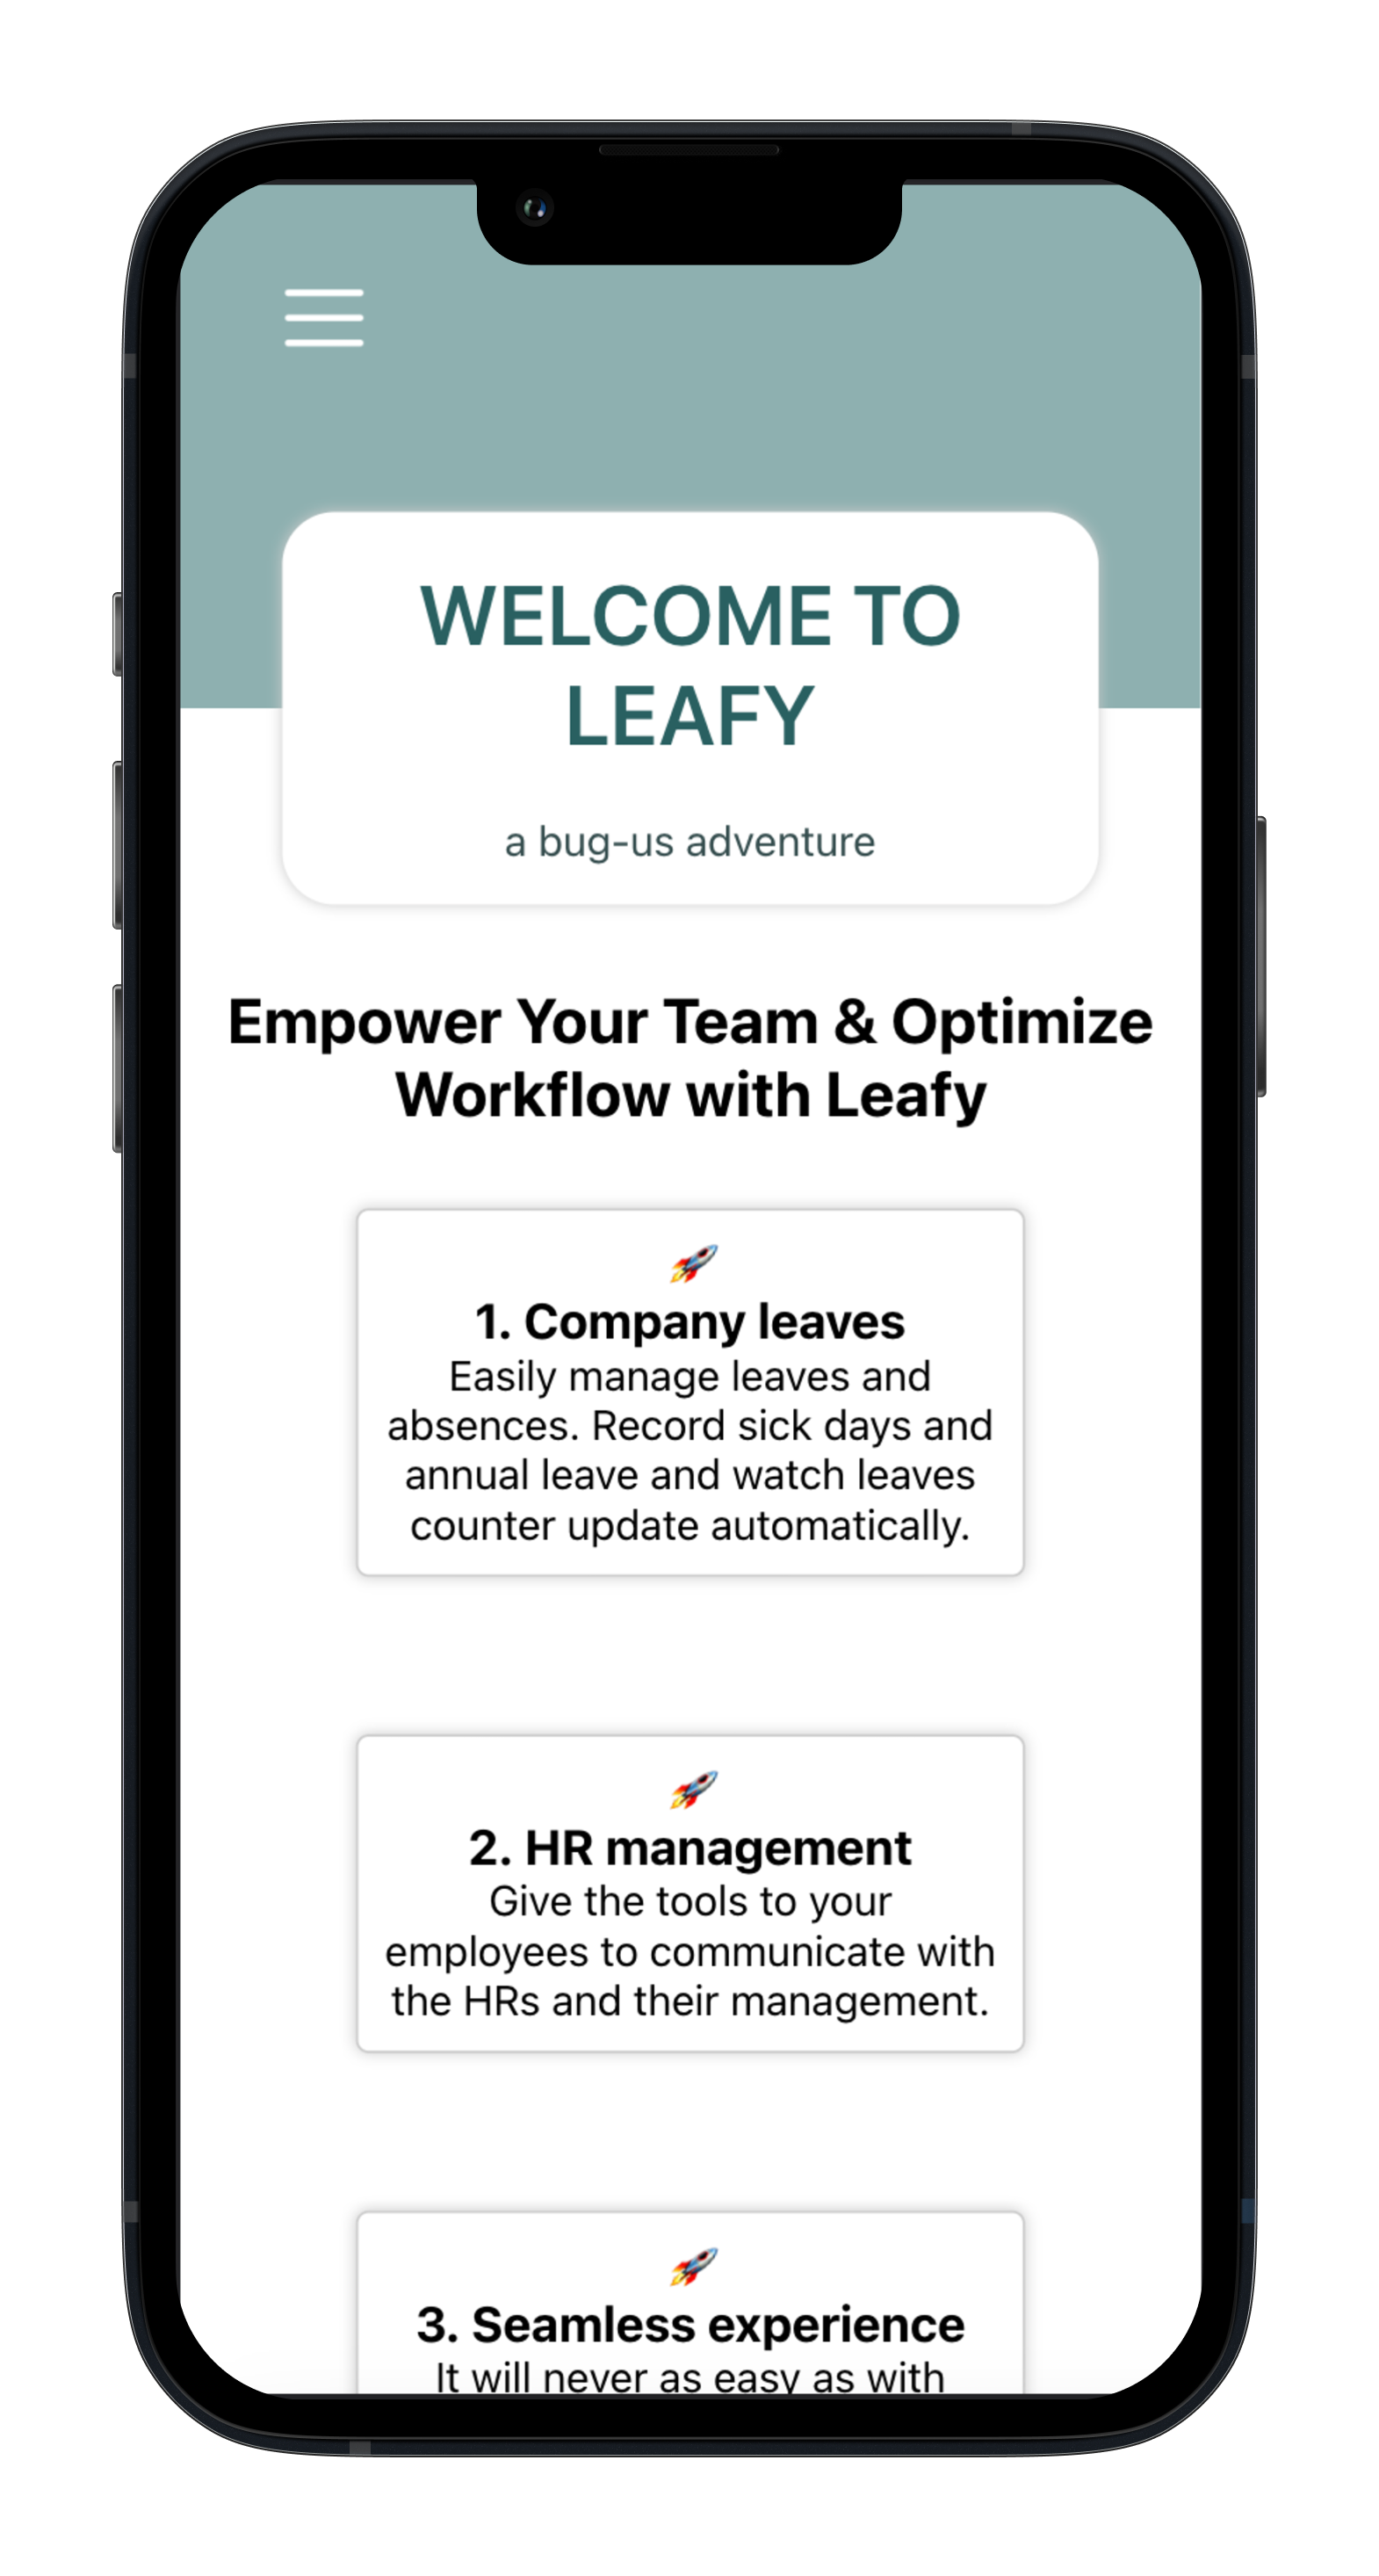 WELCOME TO
LEAFY
a bug-us adventure
Empower Your Team & Optimize
Workflow with Leafy
🚀
1. Company leaves
Easily manage leaves and
absences. Record sick days and
annual leave and watch leaves
counter update automatically.
🚀
2. HR management
Give the tools to your
employees to communicate with
the HRs and their management.
🚀
3. Seamless experience
It will never as easy as with